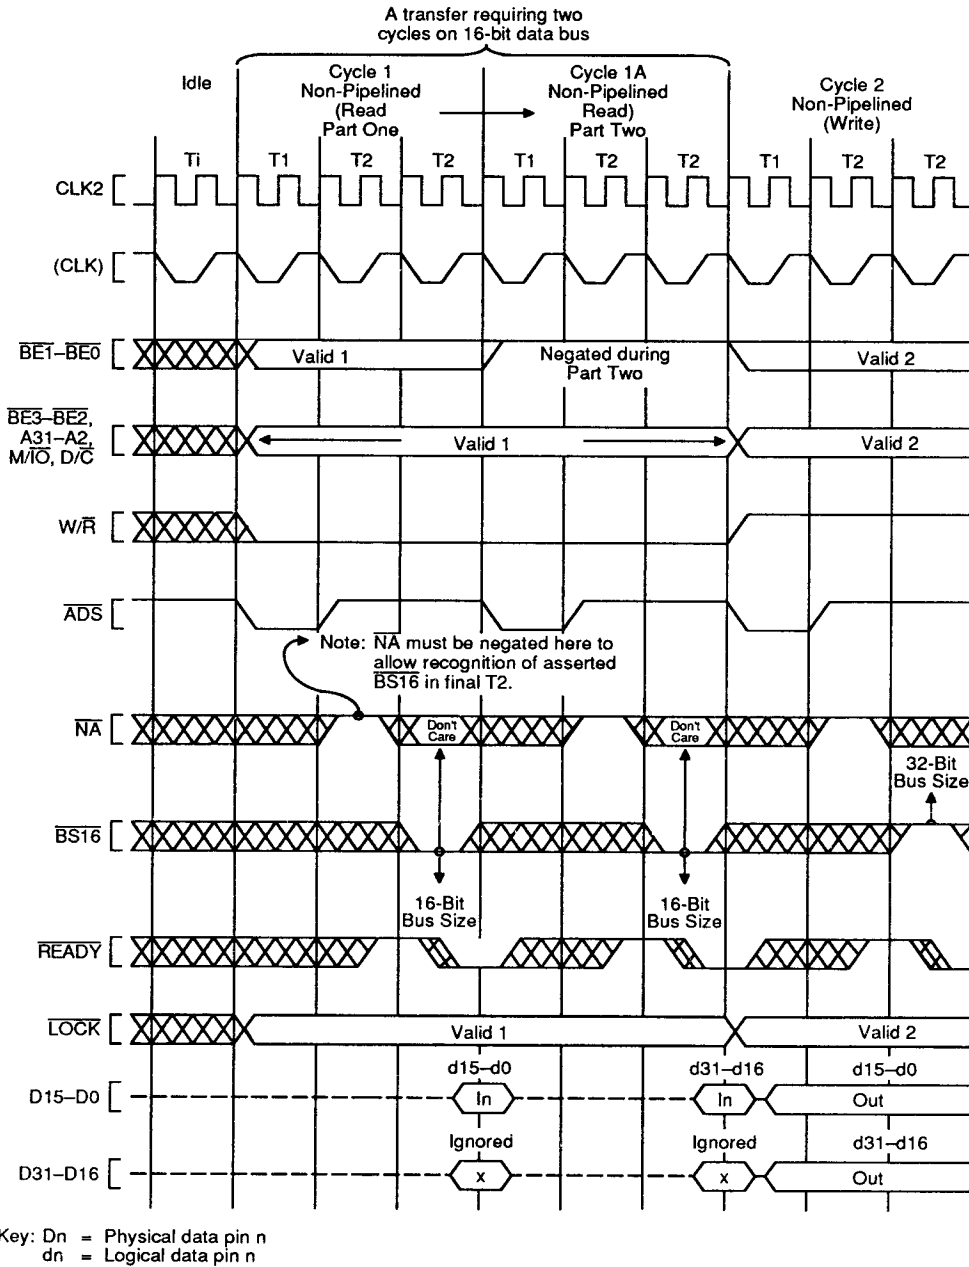 A transfer requiring two
cycles on 16-bit data bus
Idle
Cycle 1
Non-Pipelined
(Read
Part One
Cycle 1A
Non-Pipelined
Read)
Part Two
Cycle 2
Non-Pipelined
(Write)
Ti T1 T2 T2 T1 T2 T2 T1 T2 T2
CLK2
(CLK)
BE1–BE0 Valid 1 Negated during
Part Two
Valid 2
BE3–BE2,
A31–A2,
M/IO, D/C
Valid 1 Valid 2
W/R
ADS
Note: NA must be negated here to
allow recognition of asserted
BS16 in final T2.
NA Don't
Care
Don't
Care
32-Bit
Bus Size
BS16
16-Bit
Bus Size
16-Bit
Bus Size
READY
LOCK Valid 1 Valid 2
d15–d0 d31–d16 d15–d0
D15–D0 In In Out
Ignored Ignored d31–d16
D31–D16 x x Out
Key: Dn = Physical data pin n
dn = Logical data pin n